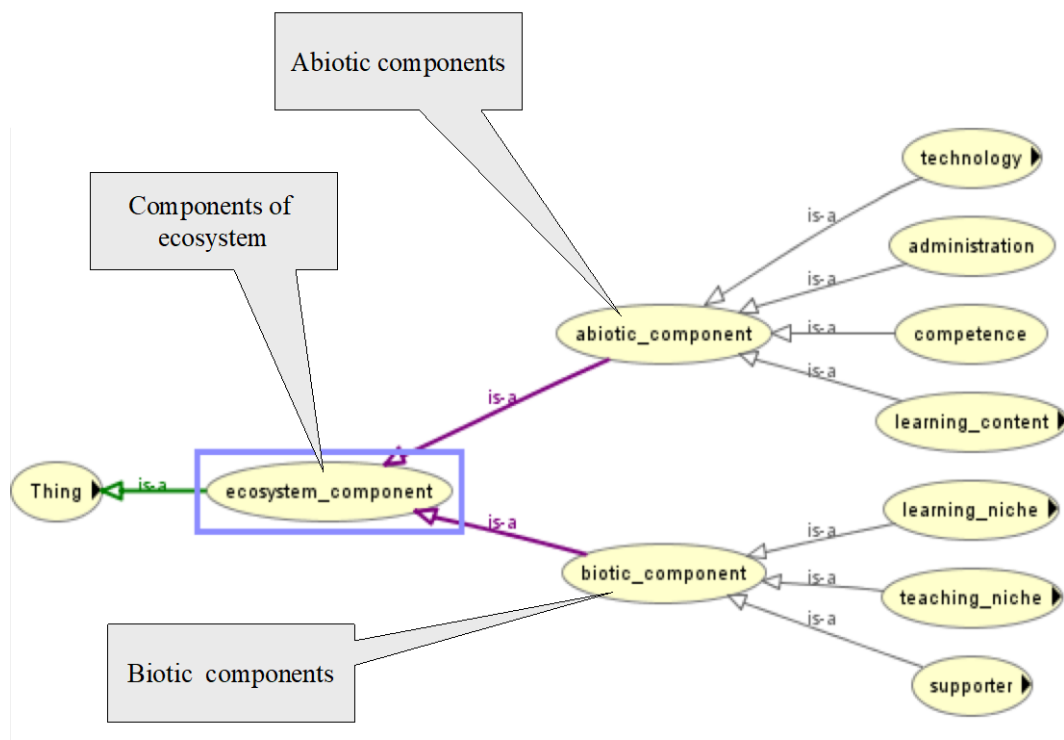 Abiotic components
technology
is-a
Components of
ecosystem
administration
is-a
abiotic_component
is-a
competence
is-a
learning_content
is-a
Thing
is-a
ecosystem_component
is-a
learning_niche
is-a
biotic_component
is-a
teaching_niche
is-a
Biotic components
supporter